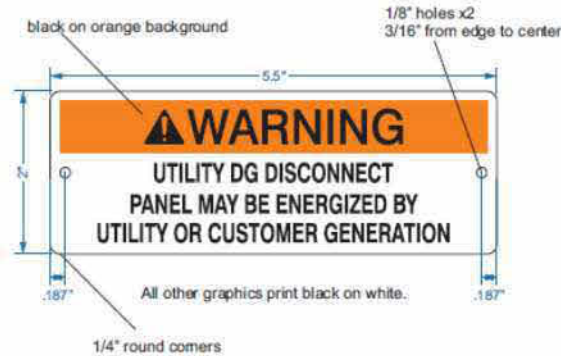 1/8" holes x2
black on orange background
3/16" from edge to center
5.5"
WARNING
2"
UTILITY DG DISCONNECT
PANEL MAY BE ENERGIZED BY
UTILITY OR CUSTOMER GENERATION
.187"
All other graphics print black on white.
.187"
1/4" round corners